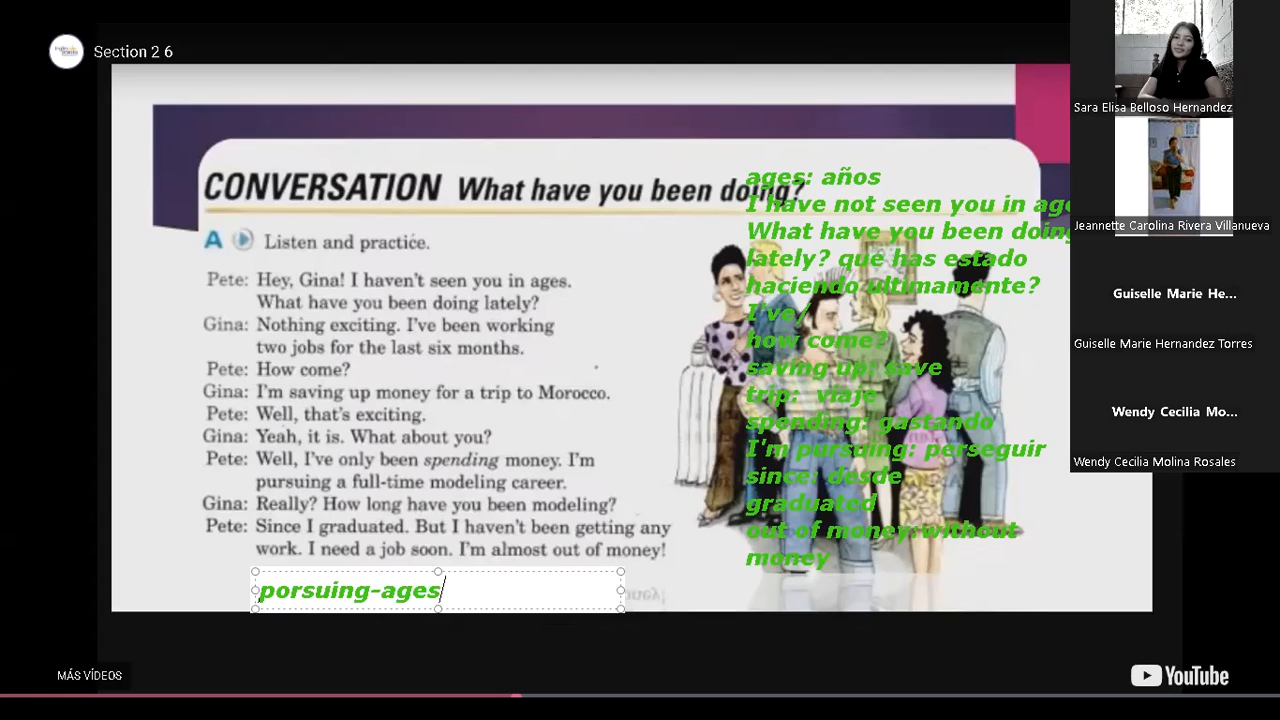 Section 2 6
CONVERSATION What have you been doing?
A Listen and practice.
Pete: Hey, Gina! I haven't seen you in ages.
What have you been doing lately?
Gina: Nothing exciting. I've been working
two jobs for the last six months.
Pete: How come?
Gina: I'm saving up money for a trip to Morocco.
Pete: Well, that's exciting.
Gina: Yeah, it is. What about you?
Pete: Well, I've only been spending money. I'm
pursuing a full-time modeling career.
Gina: Really? How long have you been modeling?
Pete: Since I graduated. But I haven't been getting any
work. I need a job soon. I'm almost out of money!
porsuing-ages
ages: años
I have not seen you in age
What have you been doing
lately? que has estado
haciendo ultimamente?
I've/
how come?
saving up: save
trip: viaje
spending: gastando
I'm pursuing: perseguir
since: desde
graduated
out of money:without
money
Sara Elisa Belloso Hernandez
Jeannette Carolina Rivera Villanueva
Guiselle Marie He...
Guiselle Marie Hernandez Torres
Wendy Cecilia Mo...
Wendy Cecilia Molina Rosales
MÁS VÍDEOS
YouTube